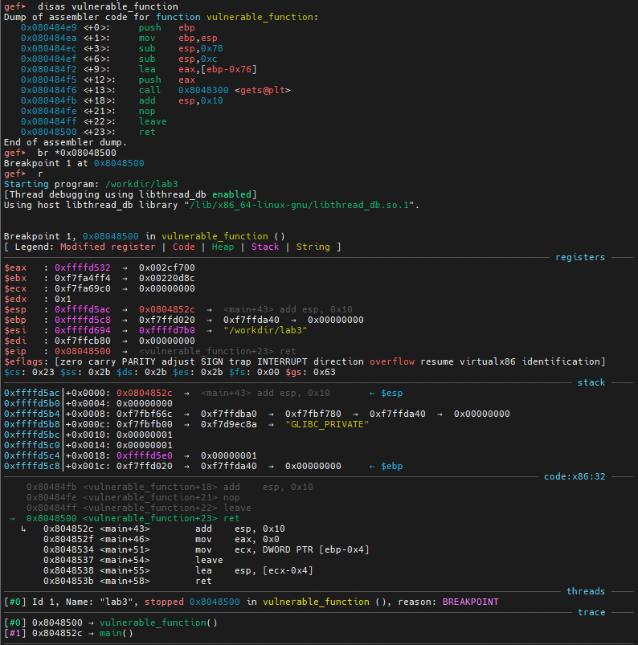 gef➤ disas vulnerable_function
Dump of assembler code for function vulnerable_function:
0x080484e9 <+0>: push ebp
0x080484ea <+1>: mov ebp,esp
0x080484ec <+3>: sub esp,0x78
0x080484ef <+6>: sub esp,0xc
0x080484f2 <+9>: lea eax,[ebp-0x76]
0x080484f5 <+12>: push eax
0x080484f6 <+13>: call 0x8048300 <gets@plt>
0x080484fb <+18>: add esp,0x10
0x080484fe <+21>: nop
0x080484ff <+22>: leave
0x08048500 <+23>: ret
End of assembler dump.
gef➤ br *0x08048500
Breakpoint 1 at 0x8048500
gef➤ r
Starting program: /workdir/lab3
[Thread debugging using libthread_db enabled]
Using host libthread_db library "/lib/x86_64-linux-gnu/libthread_db.so.1".
Breakpoint 1, 0x08048500 in vulnerable_function ()
[ Legend: Modified register | Code | Heap | Stack | String ]
registers
$eax : 0xffffd532 → 0x002cf700
$ebx : 0xf7fa4ff4 → 0x00220d8c
$ecx : 0xf7fa69c0 → 0x00000000
$edx : 0x1
$esp : 0xffffd5ac → 0x0804852c → <main+43> add esp, 0x10
$ebp : 0xffffd5c8 → 0xf7ffd020 → 0xf7ffda40 → 0x00000000
$esi : 0xffffd694 → 0xffffd7b0 → "/workdir/lab3"
$edi : 0xf7ffcb80 → 0x00000000
$eip : 0x08048500 → <vulnerable_function+23> ret
$eflags: [zero carry PARITY adjust SIGN trap INTERRUPT direction overflow resume virtualx86 identification]
$cs: 0x23 $ss: 0x2b $ds: 0x2b $es: 0x2b $fs: 0x00 $gs: 0x63
stack
0xffffd5ac│+0x0000: 0x0804852c → <main+43> add esp, 0x10 ← $esp
0xffffd5b0│+0x0004: 0x00000000
0xffffd5b4│+0x0008: 0xf7fbf66c → 0xf7ffdba0 → 0xf7fbf780 → 0xf7ffda40 → 0x00000000
0xffffd5b8│+0x000c: 0xf7fbfb00 → 0xf7d9ec8a → "GLIBC_PRIVATE"
0xffffd5bc│+0x0010: 0x00000001
0xffffd5c0│+0x0014: 0x00000001
0xffffd5c4│+0x0018: 0xffffd5e0 → 0x00000001
0xffffd5c8│+0x001c: 0xf7ffd020 → 0xf7ffda40 → 0x00000000 ← $ebp
code:x86:32
0x80484fb <vulnerable_function+18> add esp, 0x10
0x80484fe <vulnerable_function+21> nop
0x80484ff <vulnerable_function+22> leave
→ 0x8048500 <vulnerable_function+23> ret
↳ 0x804852c <main+43> add esp, 0x10
0x804852f <main+46> mov eax, 0x0
0x8048534 <main+51> mov ecx, DWORD PTR [ebp-0x4]
0x8048537 <main+54> leave
0x8048538 <main+55> lea esp, [ecx-0x4]
0x804853b <main+58> ret
threads
[#0] Id 1, Name: "lab3", stopped 0x8048500 in vulnerable_function (), reason: BREAKPOINT
trace
[#0] 0x8048500 → vulnerable_function()
[#1] 0x804852c → main()